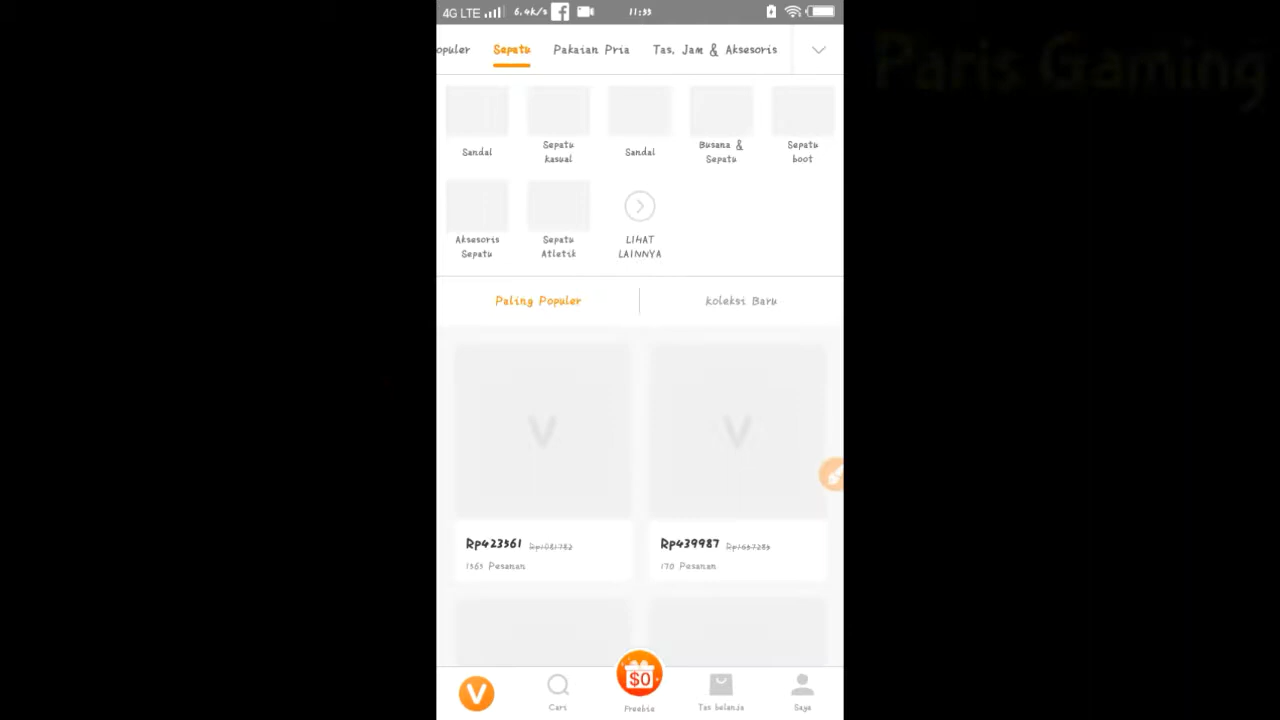 Paris Gaming
4G LTE 6.4K/s 11:33
opuler Sepatu Pakaian Pria Tas, Jam & Aksesoris
Sandal
Sepatu
kasual
Sandal
Busana &
Sepatu
Sepatu
boot
Aksesoris
Sepatu
Sepatu
Atletik
LIHAT
LAINNYA
Paling Populer
Koleksi Baru
V
V
Rp423361 Rp1081782
1363 Pesanan
Rp439987
170 Pesanan
V
Cari
$0
Freebie
Tas belanja
Saya